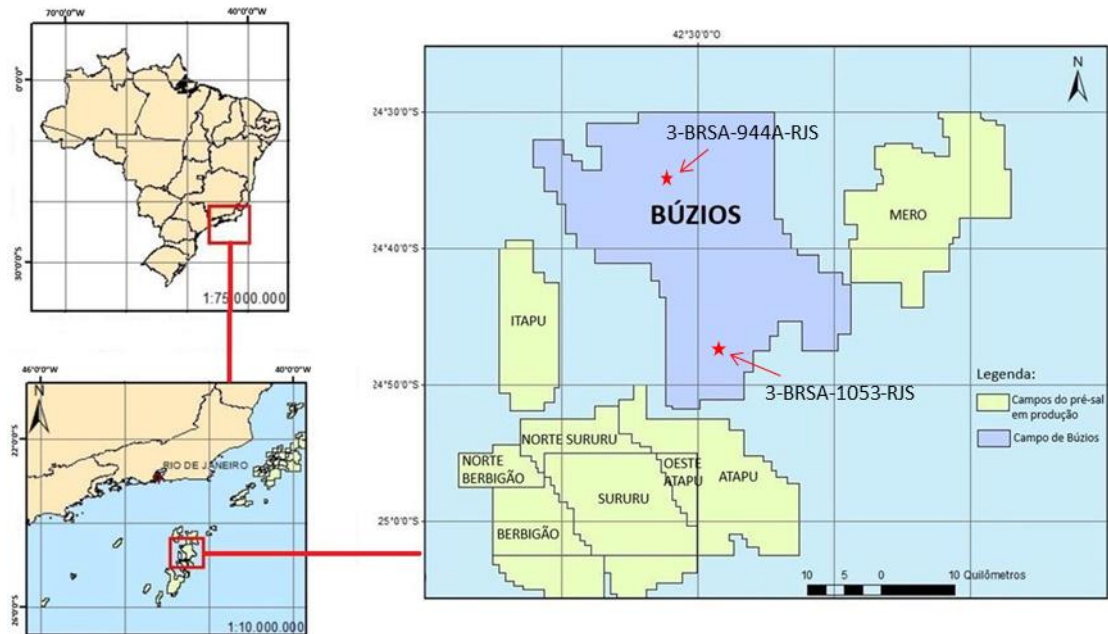 70°0'0"W
40°0'0"W
0°0'0"
30°0'0"S
1:75.000.000
46°0'0"W
40°0'0"W
N
22°0'0"S
RIO DE JANEIRO
26°0'0"S
1:10.000.000
42°30'0"W
N
24°30'0"S
3-BRSA-944A-RJS
BÚZIOS
MERO
24°40'0"S
ITAPU
24°50'0"S
3-BRSA-1053-RJS
Legenda:
Campos do pré-sal
em produção
Campo de Búzios
NORTE SURURU
NORTE
BERBIGÃO
OESTE
ATAPU
ATAPU
SURURU
25°0'0"S
BERBIGÃO
10 5 0 10 Quilômetros